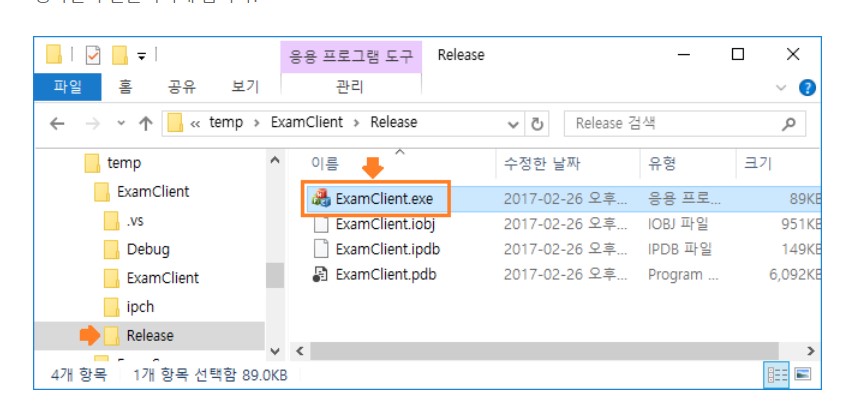 응용 프로그램 도구 Release
파일 홈 공유 보기 관리
« temp > ExamClient > Release Release 검색
temp
ExamClient
.vs
Debug
ExamClient
ipch
Release
이름 수정한 날짜 유형 크기
ExamClient.exe 2017-02-26 오후... 응용 프로... 89KB
ExamClient.iobj 2017-02-26 오후... IOBJ 파일 951KB
ExamClient.ipdb 2017-02-26 오후... IPDB 파일 149KB
ExamClient.pdb 2017-02-26 오후... Program ... 6,092KB
4개 항목 1개 항목 선택함 89.0KB